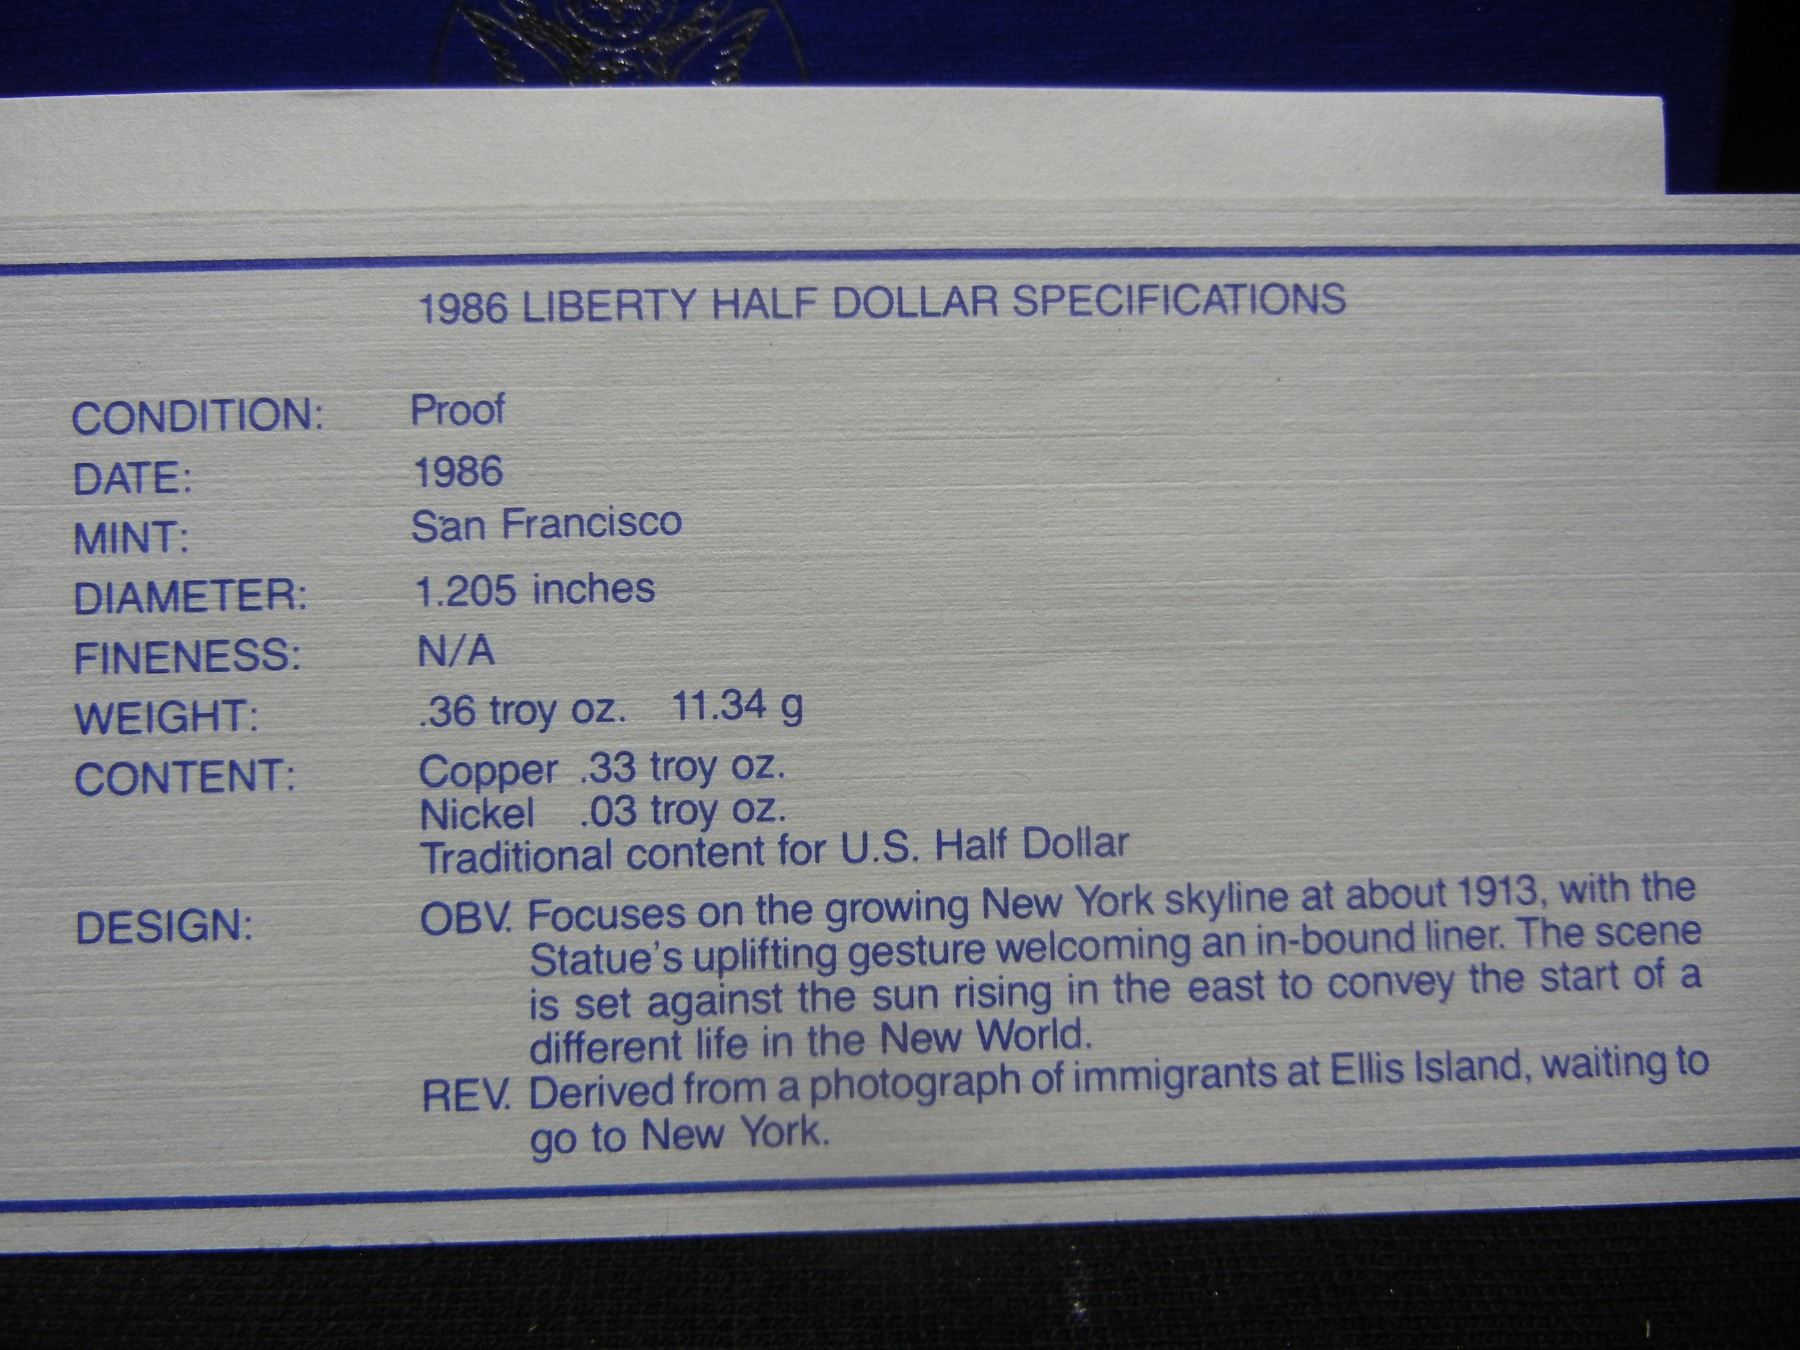 1986 LIBERTY HALF DOLLAR SPECIFICATIONS
CONDITION: Proof
DATE: 1986
MINT: San Francisco
DIAMETER: 1.205 inches
FINENESS: N/A
WEIGHT: .36 troy oz. 11.34 g
CONTENT: Copper .33 troy oz.
Nickel .03 troy oz.
Traditional content for U.S. Half Dollar
DESIGN: OBV. Focuses on the growing New York skyline at about 1913, with the
Statue's uplifting gesture welcoming an in-bound liner. The scene
is set against the sun rising in the east to convey the start of a
different life in the New World.
REV. Derived from a photograph of immigrants at Ellis Island, waiting to
go to New York.